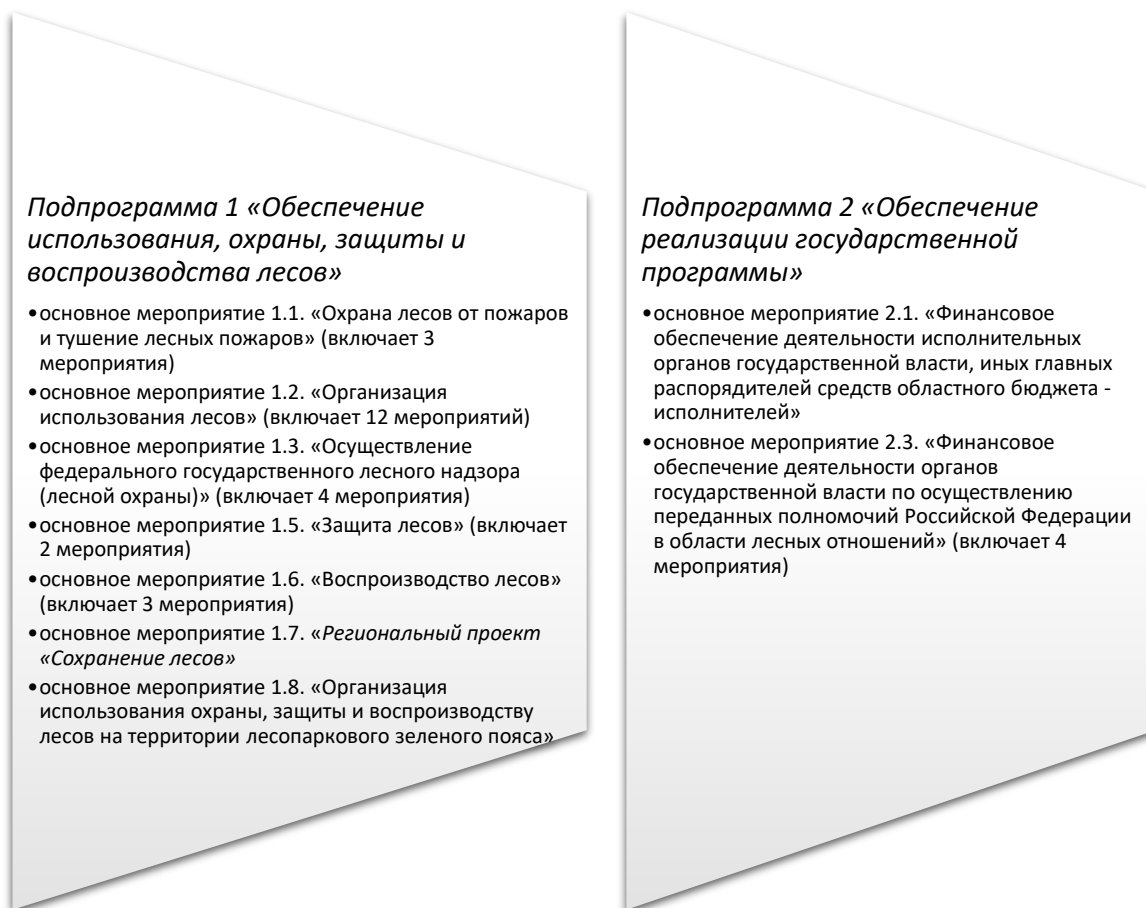 Подпрограмма 1 «Обеспечение
использования, охраны, защиты и
воспроизводства лесов»
•основное мероприятие 1.1. «Охрана лесов от пожаров
и тушение лесных пожаров» (включает 3
мероприятия)
•основное мероприятие 1.2. «Организация
использования лесов» (включает 12 мероприятий)
•основное мероприятие 1.3. «Осуществление
федерального государственного лесного надзора
(лесной охраны)» (включает 4 мероприятия)
•основное мероприятие 1.5. «Защита лесов» (включает
2 мероприятия)
•основное мероприятие 1.6. «Воспроизводство лесов»
(включает 3 мероприятия)
•основное мероприятие 1.7. «Региональный проект
«Сохранение лесов»
•основное мероприятие 1.8. «Организация
использования охраны, защиты и воспроизводству
лесов на территории лесопаркового зеленого пояса»
Подпрограмма 2 «Обеспечение
реализации государственной
программы»
•основное мероприятие 2.1. «Финансовое
обеспечение деятельности исполнительных
органов государственной власти, иных главных
распорядителей средств областного бюджета -
исполнителей»
•основное мероприятие 2.3. «Финансовое
обеспечение деятельности органов
государственной власти по осуществлению
переданных полномочий Российской Федерации
в области лесных отношений» (включает 4
мероприятия)